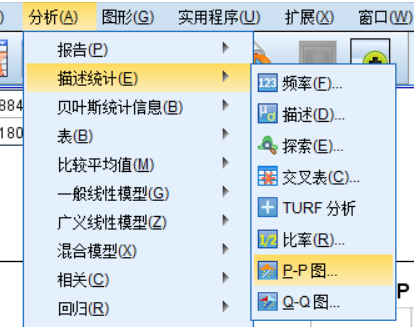 ) 分析(A) 图形(G) 实用程序(U) 扩展(X) 窗口(W)
报告(P)
描述统计(E)
贝叶斯统计信息(B)
表(B)
比较平均值(M)
一般线性模型(G)
广义线性模型(Z)
混合模型(X)
相关(C)
回归(R)
884
180
123 频率(F)...
描述(D)...
探索(E)...
交叉表(C)...
TURF 分析
1/2 比率(R)...
P-P 图...
Q-Q 图...
P